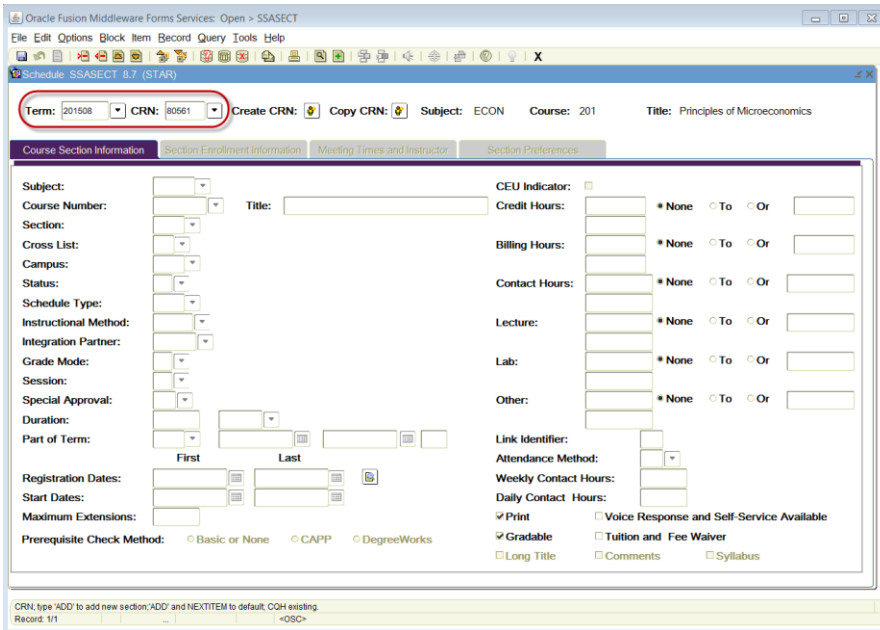 Oracle Fusion Middleware Forms Services: Open > SSASECT
File Edit Options Block Item Record Query Tools Help
X
Schedule SSASECT 8.7 (STAR)
Term: 201508 CRN: 80561 Create CRN: Copy CRN: Subject: ECON Course: 201 Title: Principles of Microeconomics
Course Section Information Section Enrollment Information Meeting Times and Instructor Section Preferences
Subject: CEU Indicator:
Course Number: Title: Credit Hours: None To Or
Section:
Cross List: Billing Hours: None To Or
Campus:
Status: Contact Hours: None To Or
Schedule Type:
Instructional Method: Lecture: None To Or
Integration Partner:
Grade Mode: Lab: None To Or
Session:
Special Approval: Other: None To Or
Duration:
Part of Term: Link Identifier:
First Last Attendance Method:
Registration Dates: Weekly Contact Hours:
Start Dates: Daily Contact Hours:
Maximum Extensions: Print Voice Response and Self-Service Available
Prerequisite Check Method: Basic or None CAPP DegreeWorks Gradable Tuition and Fee Waiver
Long Title Comments Syllabus
CRN; type 'ADD' to add new section;'ADD' and NEXTITEM to default; CQH existing.
Record: 1/1 ... <OSC>